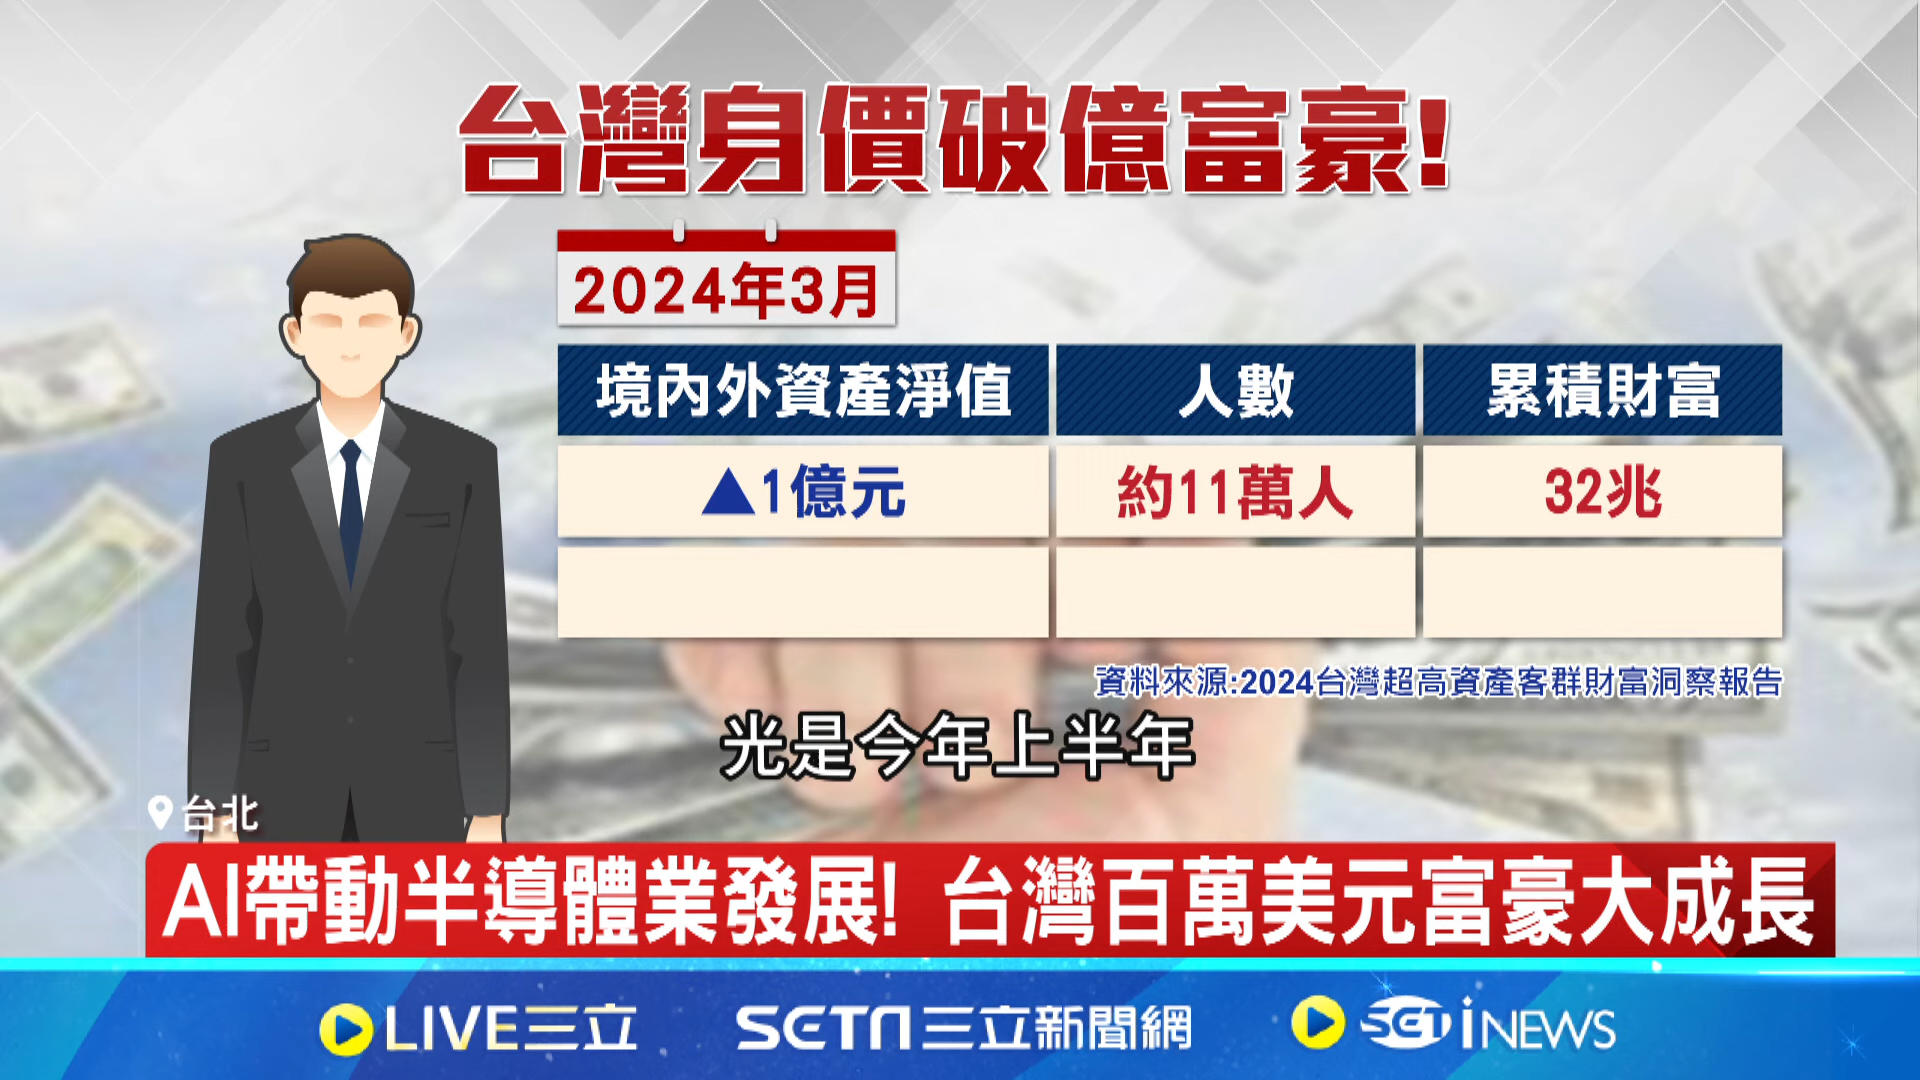 台灣身價破億富豪!
2024年3月
境內外資產淨值 人數 累積財富
▲1億元 約11萬人 32兆
資料來源:2024台灣超高資產客群財富洞察報告
光是今年上半年
台北
AI帶動半導體業發展! 台灣百萬美元富豪大成長
LIVE三立 SETN三立新聞網 SETiNEWS